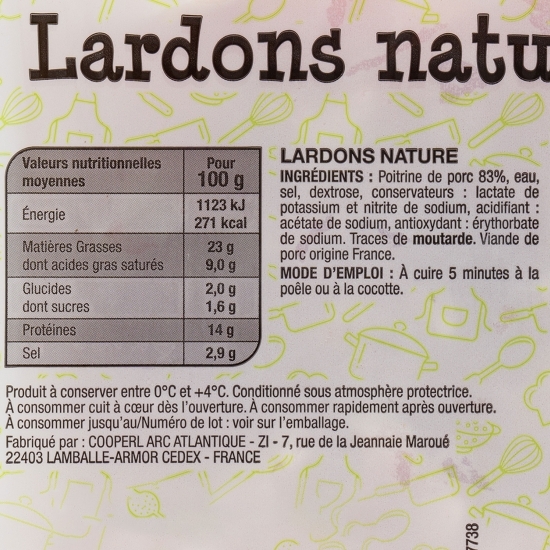 Lardons natu
Valeurs nutritionnelles
moyennes
Pour
100 g
Énergie
1123 kJ
271 kcal
Matières Grasses 23 g
dont acides gras saturés 9,0 g
Glucides 2,0 g
dont sucres 1,6 g
Protéines 14 g
Sel 2,9 g
LARDONS NATURE
INGRÉDIENTS : Poitrine de porc 83%, eau,
sel, dextrose, conservateurs : lactate de
potassium et nitrite de sodium, acidifiant :
acétate de sodium, antioxydant : érythorbate
de sodium. Traces de moutarde. Viande de
porc origine France.
MODE D'EMPLOI : À cuire 5 minutes à la
poêle ou à la cocotte.
Produit à conserver entre 0°C et +4°C. Conditionné sous atmosphère protectrice.
À consommer cuit à cœur dès l'ouverture. À consommer rapidement après ouverture.
À consommer jusqu'au/Numéro de lot : voir sur l'emballage.
Fabriqué par : COOPERL ARC ATLANTIQUE - ZI - 7, rue de la Jeannaie Maroué
22403 LAMBALLE-ARMOR CEDEX - FRANCE
7738